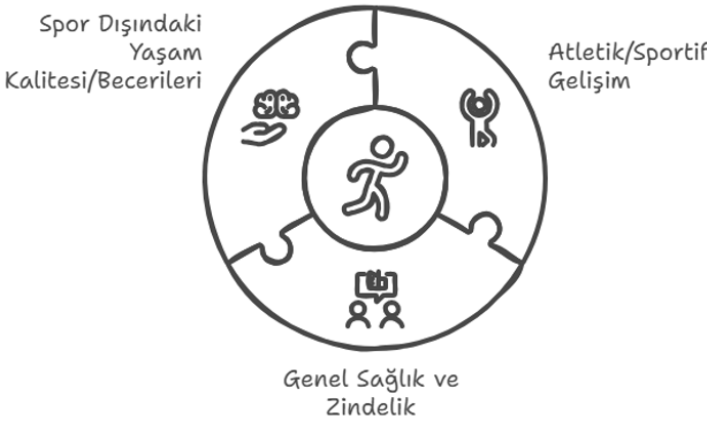 Spor Dışındaki
Yaşam
Kalitesi/Becerileri
Atletik/Sportif
Gelişim
Genel Sağlık ve
Zindelik